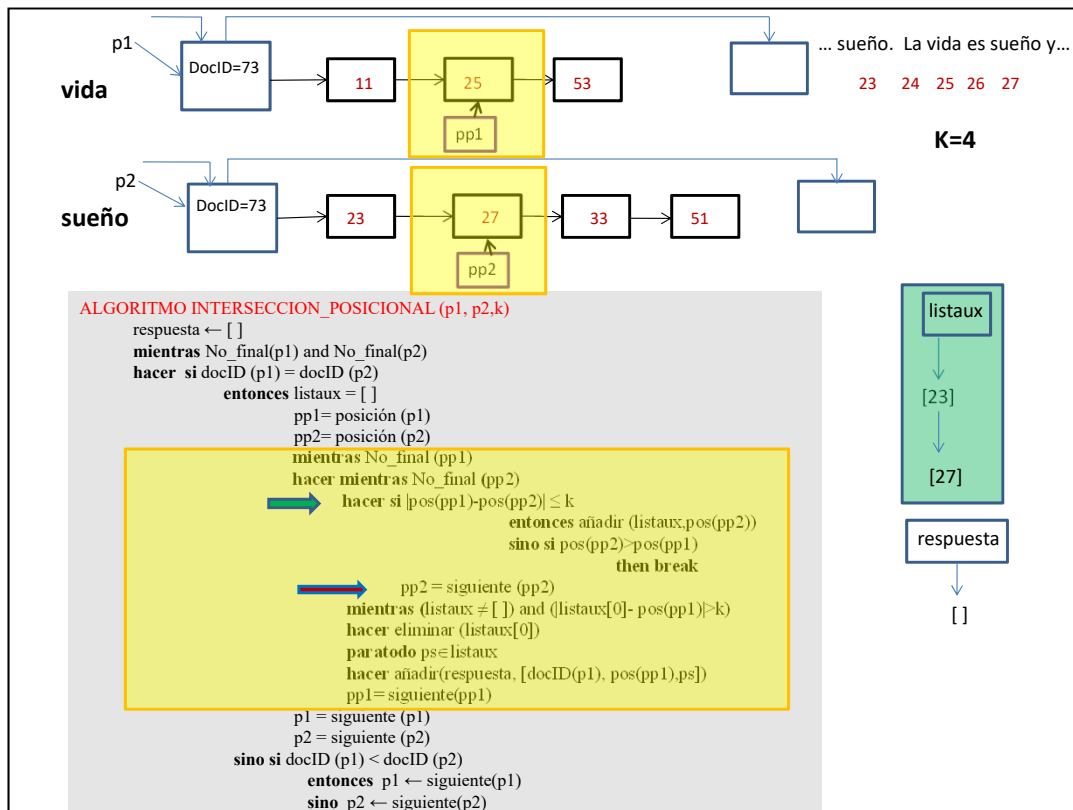 p1
DocID=73
vida
11
25
53
pp1
... sueño. La vida es sueño y...
23 24 25 26 27
K=4
p2
DocID=73
sueño
23
27
33
51
pp2
ALGORITMO INTERSECCION_POSICIONAL (p1, p2,k)
respuesta ← [ ]
mientras No_final(p1) and No_final(p2)
hacer si docID (p1) = docID (p2)
entonces listaux = [ ]
pp1= posición (p1)
pp2= posición (p2)
mientras No_final (pp1)
hacer mientras No_final (pp2)
hacer si |pos(pp1)-pos(pp2)| ≤ k
entonces añadir (listaux,pos(pp2))
sino si pos(pp2)>pos(pp1)
then break
pp2 = siguiente (pp2)
mientras (listaux ≠ [ ]) and (|listaux[0]- pos(pp1)|>k)
hacer eliminar (listaux[0])
paratodo ps∈listaux
hacer añadir(respuesta, [docID(p1), pos(pp1),ps])
pp1= siguiente(pp1)
p1 = siguiente (p1)
p2 = siguiente (p2)
sino si docID (p1) < docID (p2)
entonces p1 ← siguiente(p1)
sino p2 ← siguiente(p2)
listaux
[23]
[27]
respuesta
[ ]